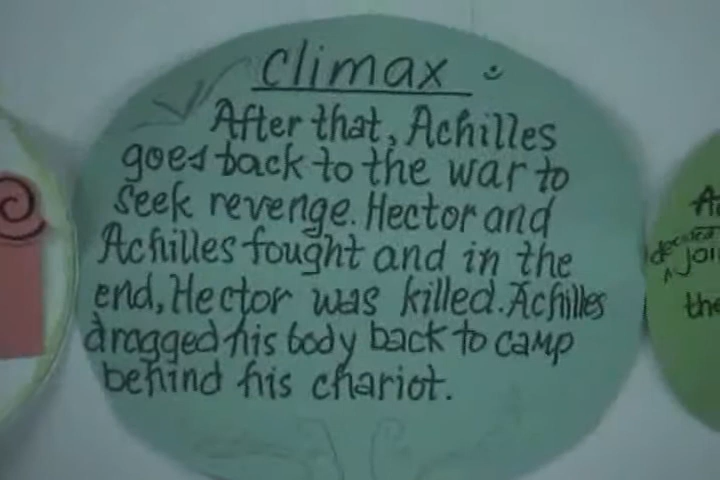 climax
After that, Achilles
goes back to the war to
seek revenge. Hector and
Achilles fought and in the
end, Hector was killed. Achilles
dragged his body back to camp
behind his chariot.